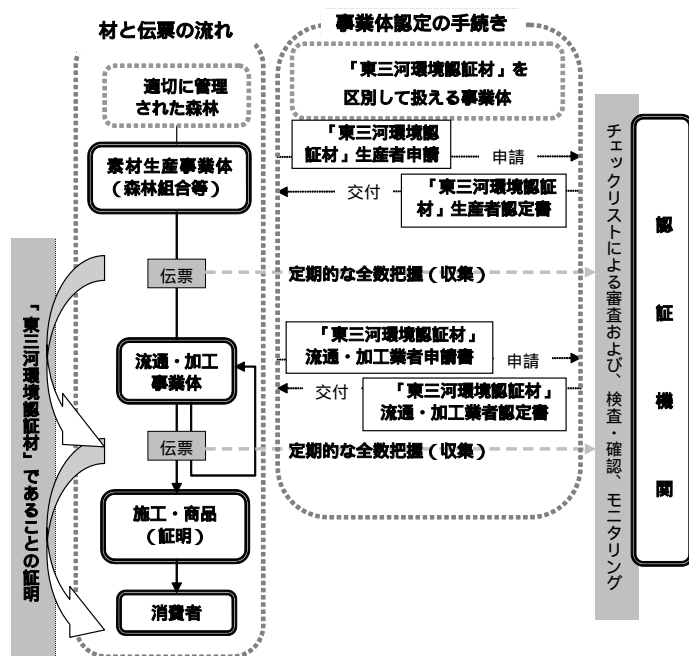 材と伝票の流れ
適切に管理
された森林
素材生産事業体
（森林組合等）
伝票
流通・加工
事業体
伝票
施工・商品
（証明）
消費者
「東三河環境認証材」であることの証明
事業体認定の手続き
「東三河環境認証材」を
区別して扱える事業体
「東三河環境認
証材」生産者申請
申請
交付
「東三河環境認証
材」生産者認定書
定期的な全数把握（収集）
「東三河環境認証材」
流通・加工業者申請書
申請
交付
「東三河環境認証材」
流通・加工業者認定書
定期的な全数把握（収集）
チェックリストによる審査および、検査・確認、モニタリング
認証機関